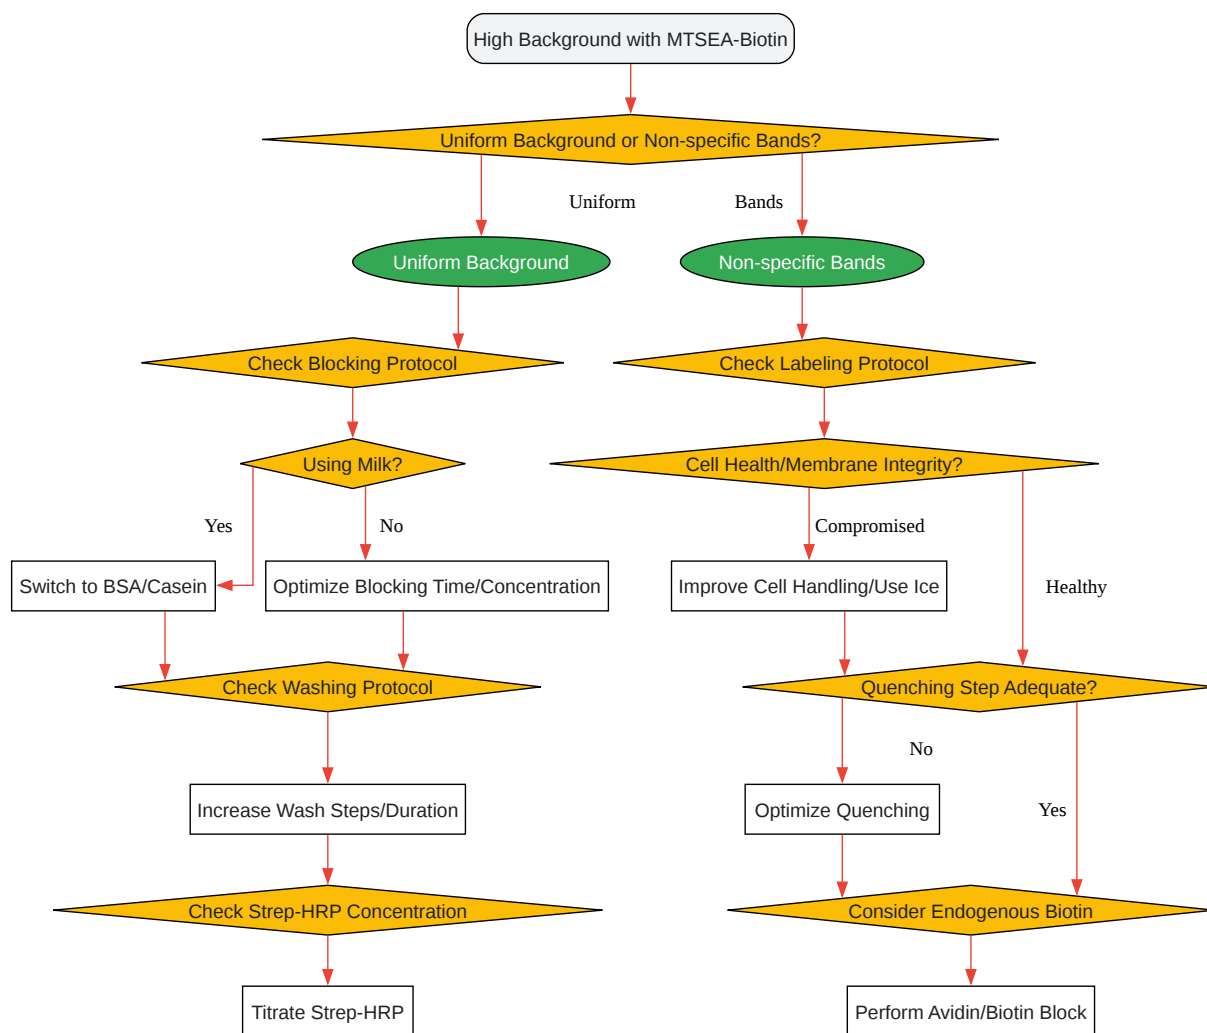 High Background with MTSEA-Biotin
Uniform Background or Non-specific Bands?
Uniform
Bands
Uniform Background
Non-specific Bands
Check Blocking Protocol
Check Labeling Protocol
Using Milk?
Cell Health/Membrane Integrity?
Yes
No
Compromised
Switch to BSA/Casein
Optimize Blocking Time/Concentration
Improve Cell Handling/Use Ice
Healthy
Check Washing Protocol
Quenching Step Adequate?
No
Increase Wash Steps/Duration
Optimize Quenching
Yes
Check Strep-HRP Concentration
Consider Endogenous Biotin
Titrate Strep-HRP
Perform Avidin/Biotin Block